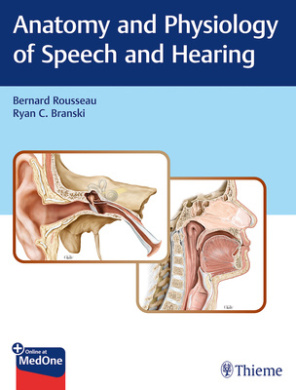 Anatomy and Physiology
of Speech and Hearing
Bernard Rousseau
Ryan C. Branski
Online at
MedOne
Thieme